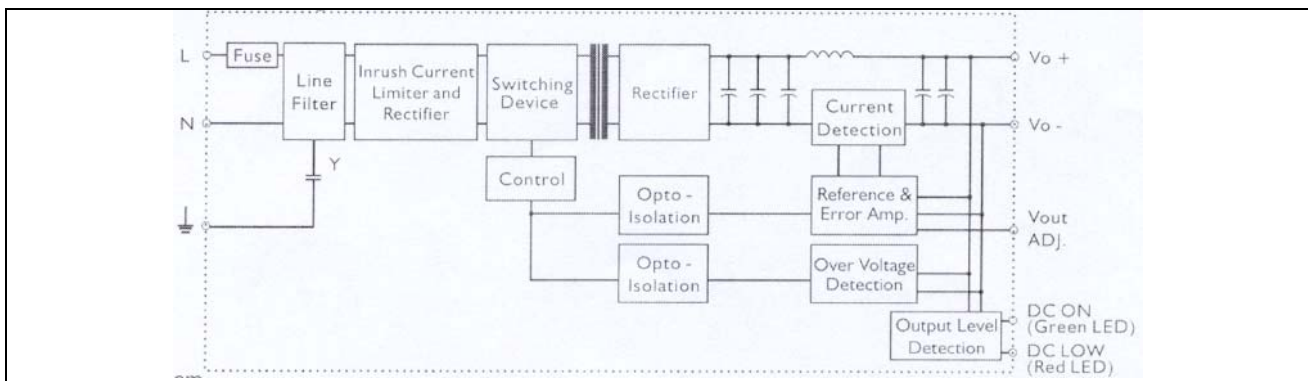 L
Fuse
Line
Filter
Inrush Current
Limiter and
Rectifier
Switching
Device
Rectifier
Vo +
N
Current
Detection
Vo -
Y
Control
Opto -
Isolation
Reference &
Error Amp.
Vout
ADJ.
Opto -
Isolation
Over Voltage
Detection
Output Level
Detection
DC ON
(Green LED)
DC LOW
(Red LED)